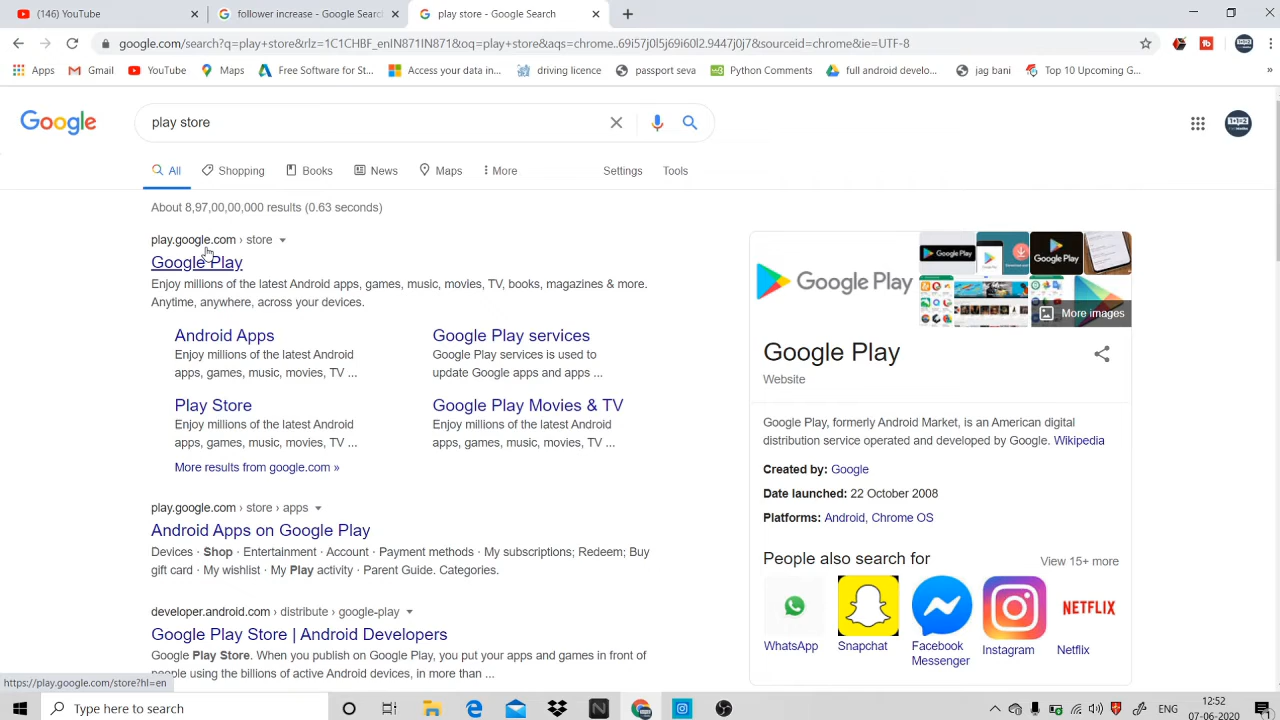 (146) YouTube
follower increase - Google Search
play store - Google Search
google.com/search?q=play+store&rlz=1C1CHBF_enIN871IN871&oq=play+store&aqs=chrome..69i57j0l5j69i60l2.9447j0j7&sourceid=chrome&ie=UTF-8
Apps
Gmail
YouTube
Maps
Free Software for St...
Access your data in...
driving licence
passport seva
Python Comments
full android develo...
jag bani
Top 10 Upcoming G...
Google
play store
All
Shopping
Books
News
Maps
More
Settings
Tools
About 8,97,00,00,000 results (0.63 seconds)
play.google.com › store
Google Play
Enjoy millions of the latest Android apps, games, music, movies, TV, books, magazines & more.
Anytime, anywhere, across your devices.
Android Apps
Enjoy millions of the latest Android
apps, games, music, movies, TV ...
Google Play services
Google Play services is used to
update Google apps and apps ...
Play Store
Enjoy millions of the latest Android
apps, games, music, movies, TV ...
Google Play Movies & TV
Enjoy millions of the latest Android
apps, games, music, movies, TV ...
More results from google.com »
play.google.com › store › apps
Android Apps on Google Play
Devices · Shop · Entertainment · Account · Payment methods · My subscriptions; Redeem; Buy
gift card · My wishlist · My Play activity · Parent Guide. Categories.
developer.android.com › distribute › google-play
Google Play Store | Android Developers
Google Play Store. When you publish on Google Play, you put your apps and games in front of
people using the billions of active Android devices, in more than ...
Google Play
Google Play
Google Play
More images
Google Play
Website
Google Play, formerly Android Market, is an American digital
distribution service operated and developed by Google. Wikipedia
Created by: Google
Date launched: 22 October 2008
Platforms: Android, Chrome OS
People also search for
View 15+ more
NETFLIX
WhatsApp
Snapchat
Facebook
Messenger
Instagram
Netflix
https://play.google.com/store?hl=en
Type here to search
ENG
12:52
07-06-2020